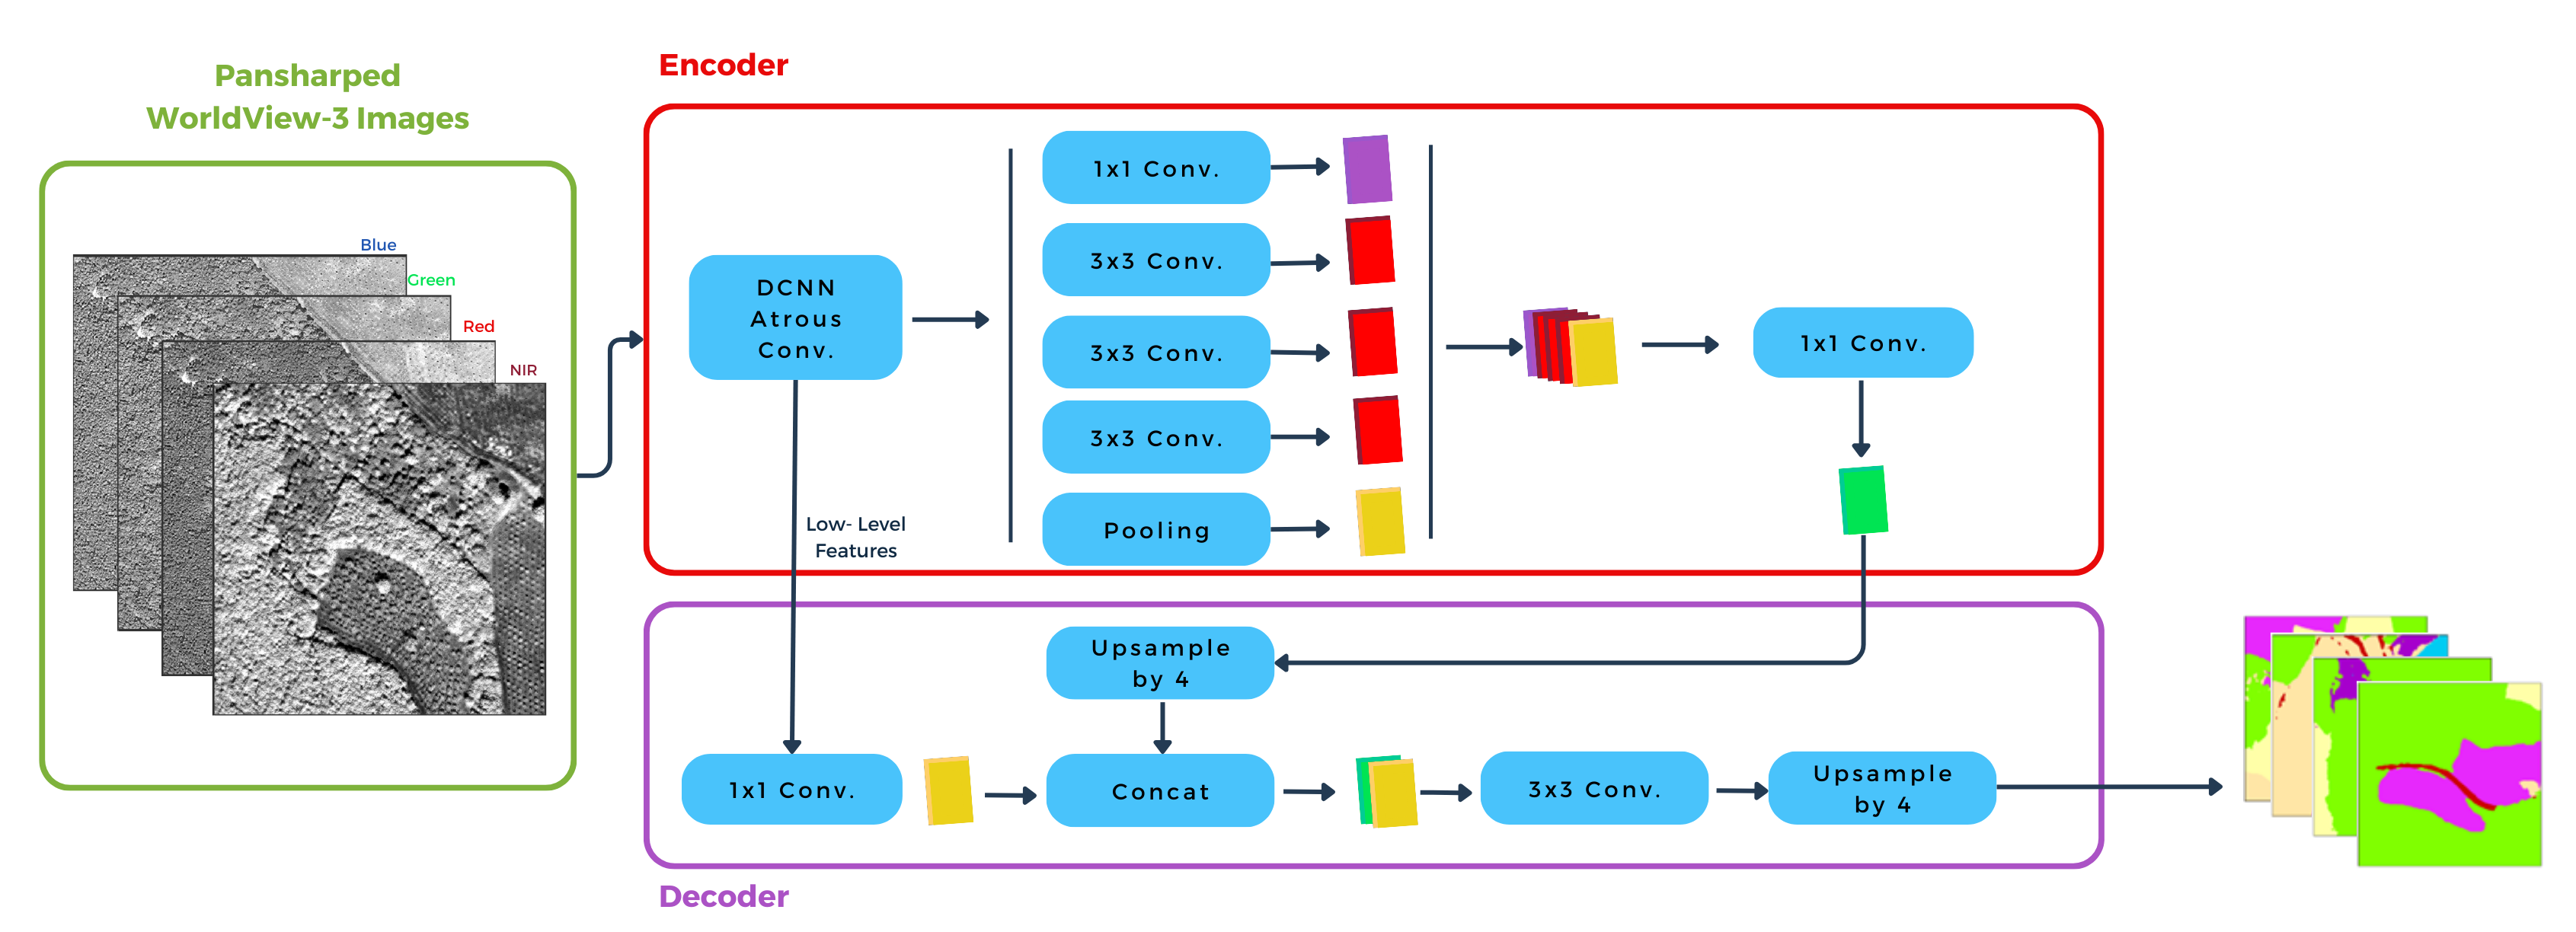 Pansharped
WorldView-3 Images
Blue
Green
Red
NIR
Encoder
DCNN
Atrous
Conv.
1x1 Conv.
3x3 Conv.
3x3 Conv.
3x3 Conv.
Pooling
1x1 Conv.
Low- Level
Features
Upsample
by 4
1x1 Conv.
Concat
3x3 Conv.
Upsample
by 4
Decoder